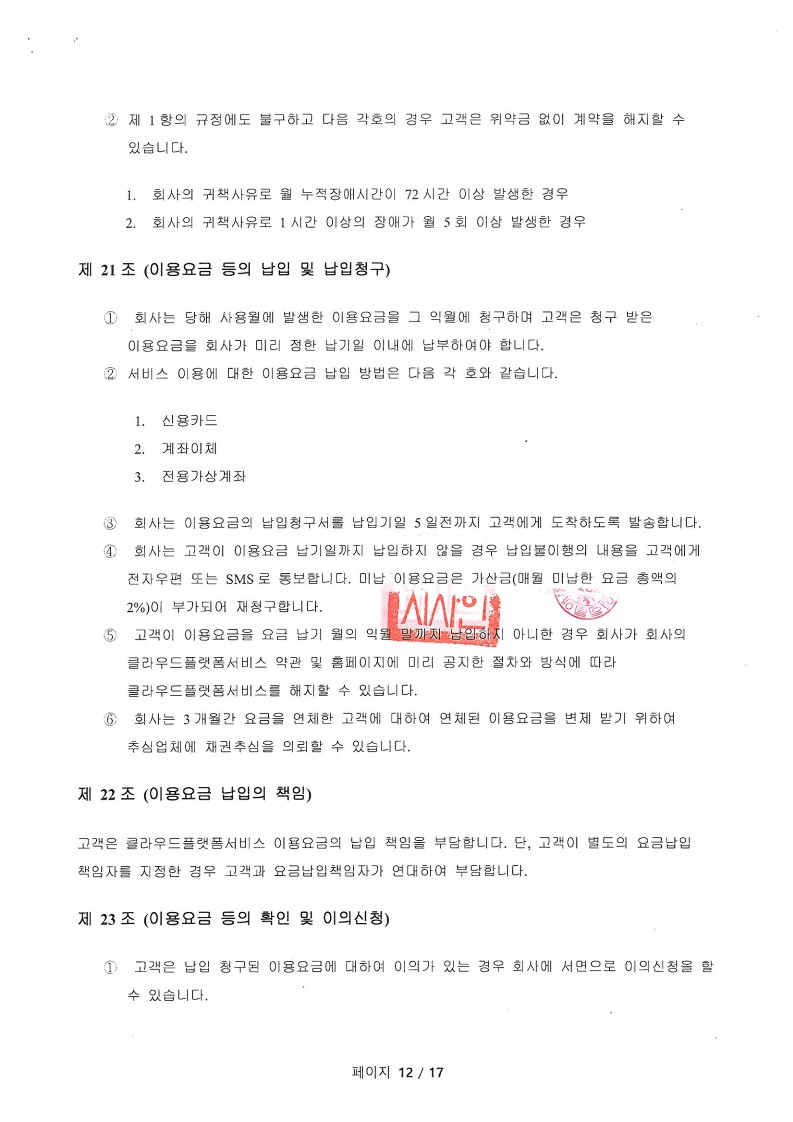 ② 제 1 항의 규정에도 불구하고 다음 각호의 경우 고객은 위약금 없이 계약을 해지할 수
있습니다.
1. 회사의 귀책사유로 월 누적장애시간이 72 시간 이상 발생한 경우
2. 회사의 귀책사유로 1 시간 이상의 장애가 월 5 회 이상 발생한 경우
제 21 조 (이용요금 등의 납입 및 납입청구)
① 회사는 당해 사용월에 발생한 이용요금을 그 익월에 청구하며 고객은 청구 받은
이용요금을 회사가 미리 정한 납기일 이내에 납부하여야 합니다.
② 서비스 이용에 대한 이용요금 납입 방법은 다음 각 호와 같습니다.
1. 신용카드
2. 계좌이체
3. 전용가상계좌
③ 회사는 이용요금의 납입청구서를 납입기일 5 일전까지 고객에게 도착하도록 발송합니다.
④ 회사는 고객이 이용요금 납기일까지 납입하지 않을 경우 납입불이행의 내용을 고객에게
전자우편 또는 SMS 로 통보합니다. 미납 이용요금은 가산금(매월 미납한 요금 총액의
2%)이 부가되어 재청구합니다.
시사인
⑤ 고객이 이용요금을 요금 납기 월의 익월 말까지 납입하지 아니한 경우 회사가 회사의
클라우드플랫폼서비스 약관 및 홈페이지에 미리 공지한 절차와 방식에 따라
클라우드플랫폼서비스를 해지할 수 있습니다.
⑥ 회사는 3 개월간 요금을 연체한 고객에 대하여 연체된 이용요금을 변제 받기 위하여
추심업체에 채권추심을 의뢰할 수 있습니다.
제 22 조 (이용요금 납입의 책임)
고객은 클라우드플랫폼서비스 이용요금의 납입 책임을 부담합니다. 단, 고객이 별도의 요금납입
책임자를 지정한 경우 고객과 요금납입책임자가 연대하여 부담합니다.
제 23 조 (이용요금 등의 확인 및 이의신청)
① 고객은 납입 청구된 이용요금에 대하여 이의가 있는 경우 회사에 서면으로 이의신청을 할
수 있습니다.
페이지 12 / 17